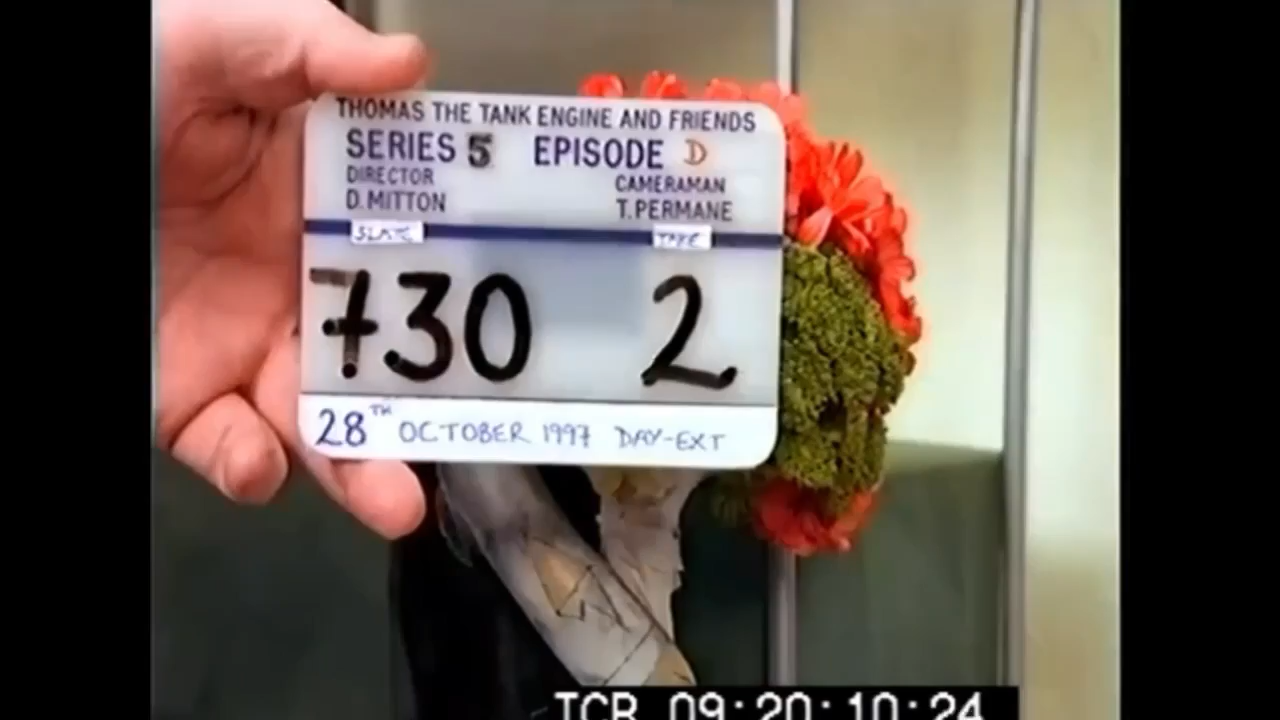 THOMAS THE TANK ENGINE AND FRIENDS
SERIES 5 EPISODE D
DIRECTOR CAMERAMAN
D.MITTON T.PERMANE
SLATE TAKE
730 2
28TH OCTOBER 1997 DAY-EXT
TCR 09:20:10:24